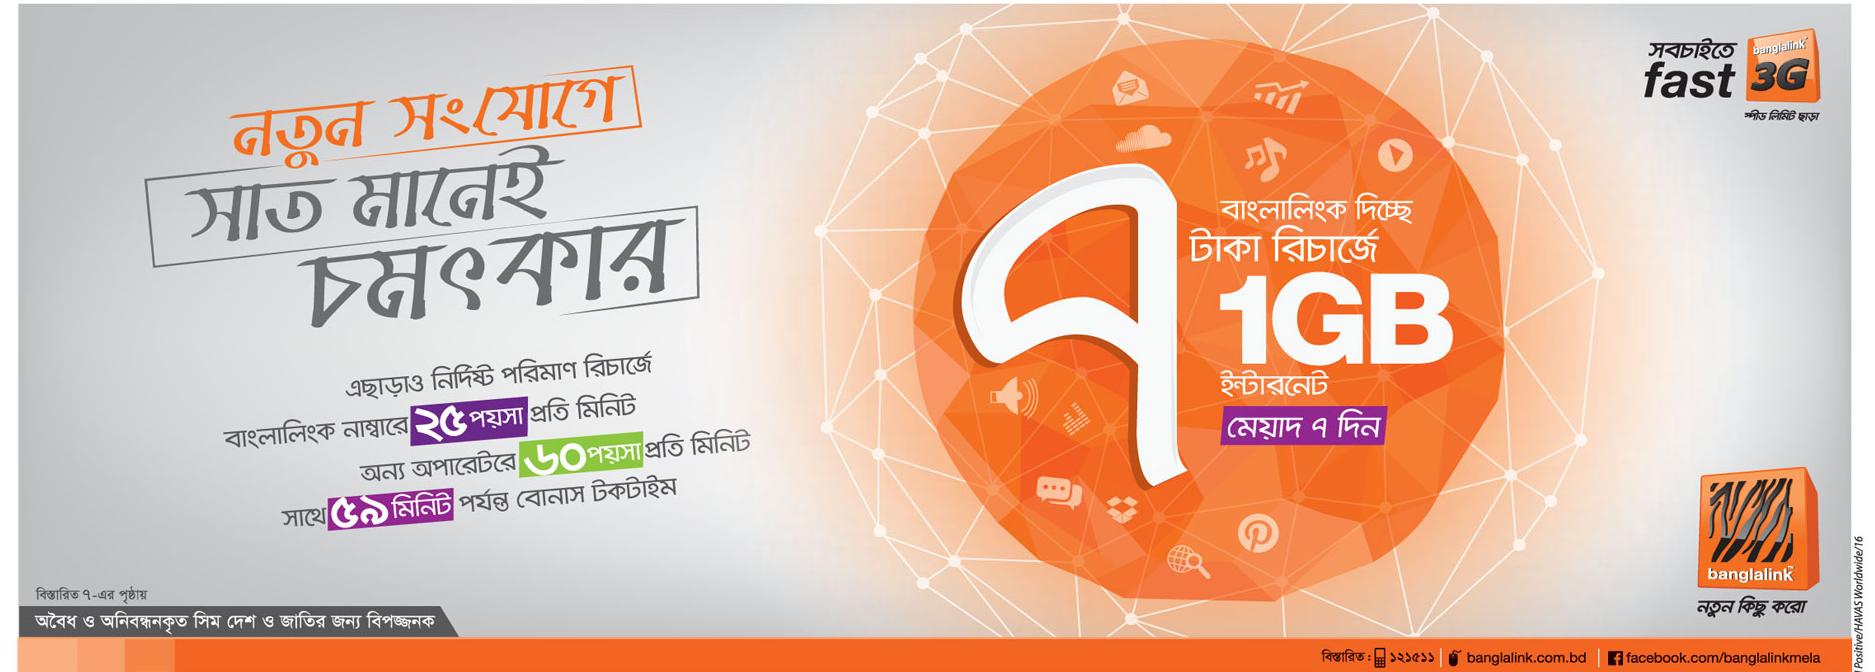 নতুন সংযোগে
সাত মানেই
চমৎকার
এছাড়াও নির্দিষ্ট পরিমাণ রিচার্জে
বাংলালিংক নাম্বারে ২৫ পয়সা প্রতি মিনিট
অন্য অপারেটরে ৬০ পয়সা প্রতি মিনিট
সাথে ৫৯ মিনিট পর্যন্ত বোনাস টকটাইম
বিস্তারিত ৭-এর পৃষ্ঠায়
অবৈধ ও অনিবন্ধনকৃত সিম দেশ ও জাতির জন্য বিপজ্জনক
বাংলালিংক দিচ্ছে
৭ টাকা রিচার্জে
1GB
ইন্টারনেট
মেয়াদ ৭ দিন
সবচাইতে
fast
banglalink
3G
স্পীড লিমিট ছাড়া
banglalink™
নতুন কিছু করো
বিস্তারিত: ১২১৫১১ banglalink.com.bd facebook.com/banglalinkmela
Positive/HAVAS Worldwide/16